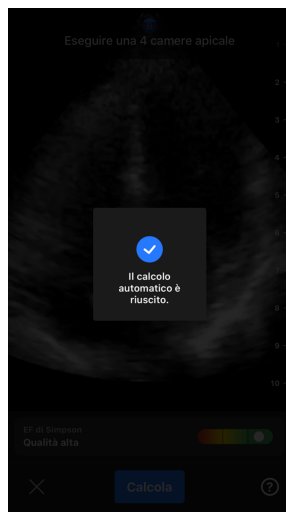 Eseguire una 4 camere apicale
2
3
4
5
6
7
8
9
10
Il calcolo
automatico è
riuscito.
EF di Simpson
Qualità alta
Calcola
?